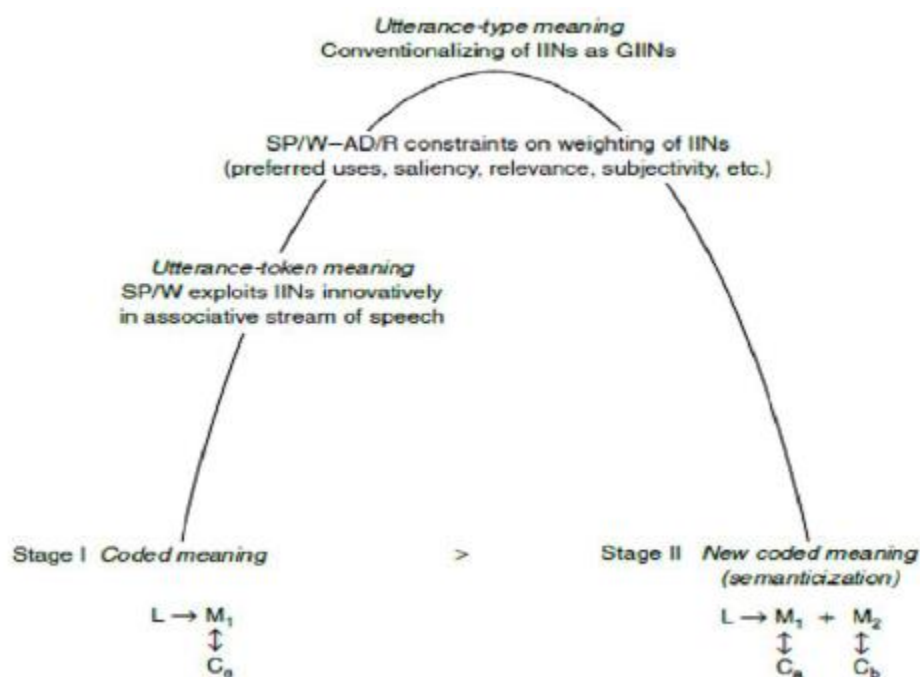 Utterance-type meaning
Conventionalizing of IINs as GIINs
SP/W–AD/R constraints on weighting of IINs
(preferred uses, saliency, relevance, subjectivity, etc.)
Utterance-token meaning
SP/W exploits IINs innovatively
in associative stream of speech
Stage I Coded meaning > Stage II New coded meaning
(semanticization)
L → M₁ L → M₁ + M₂
↕ ↕ ↕
Cₐ Cₐ C_b